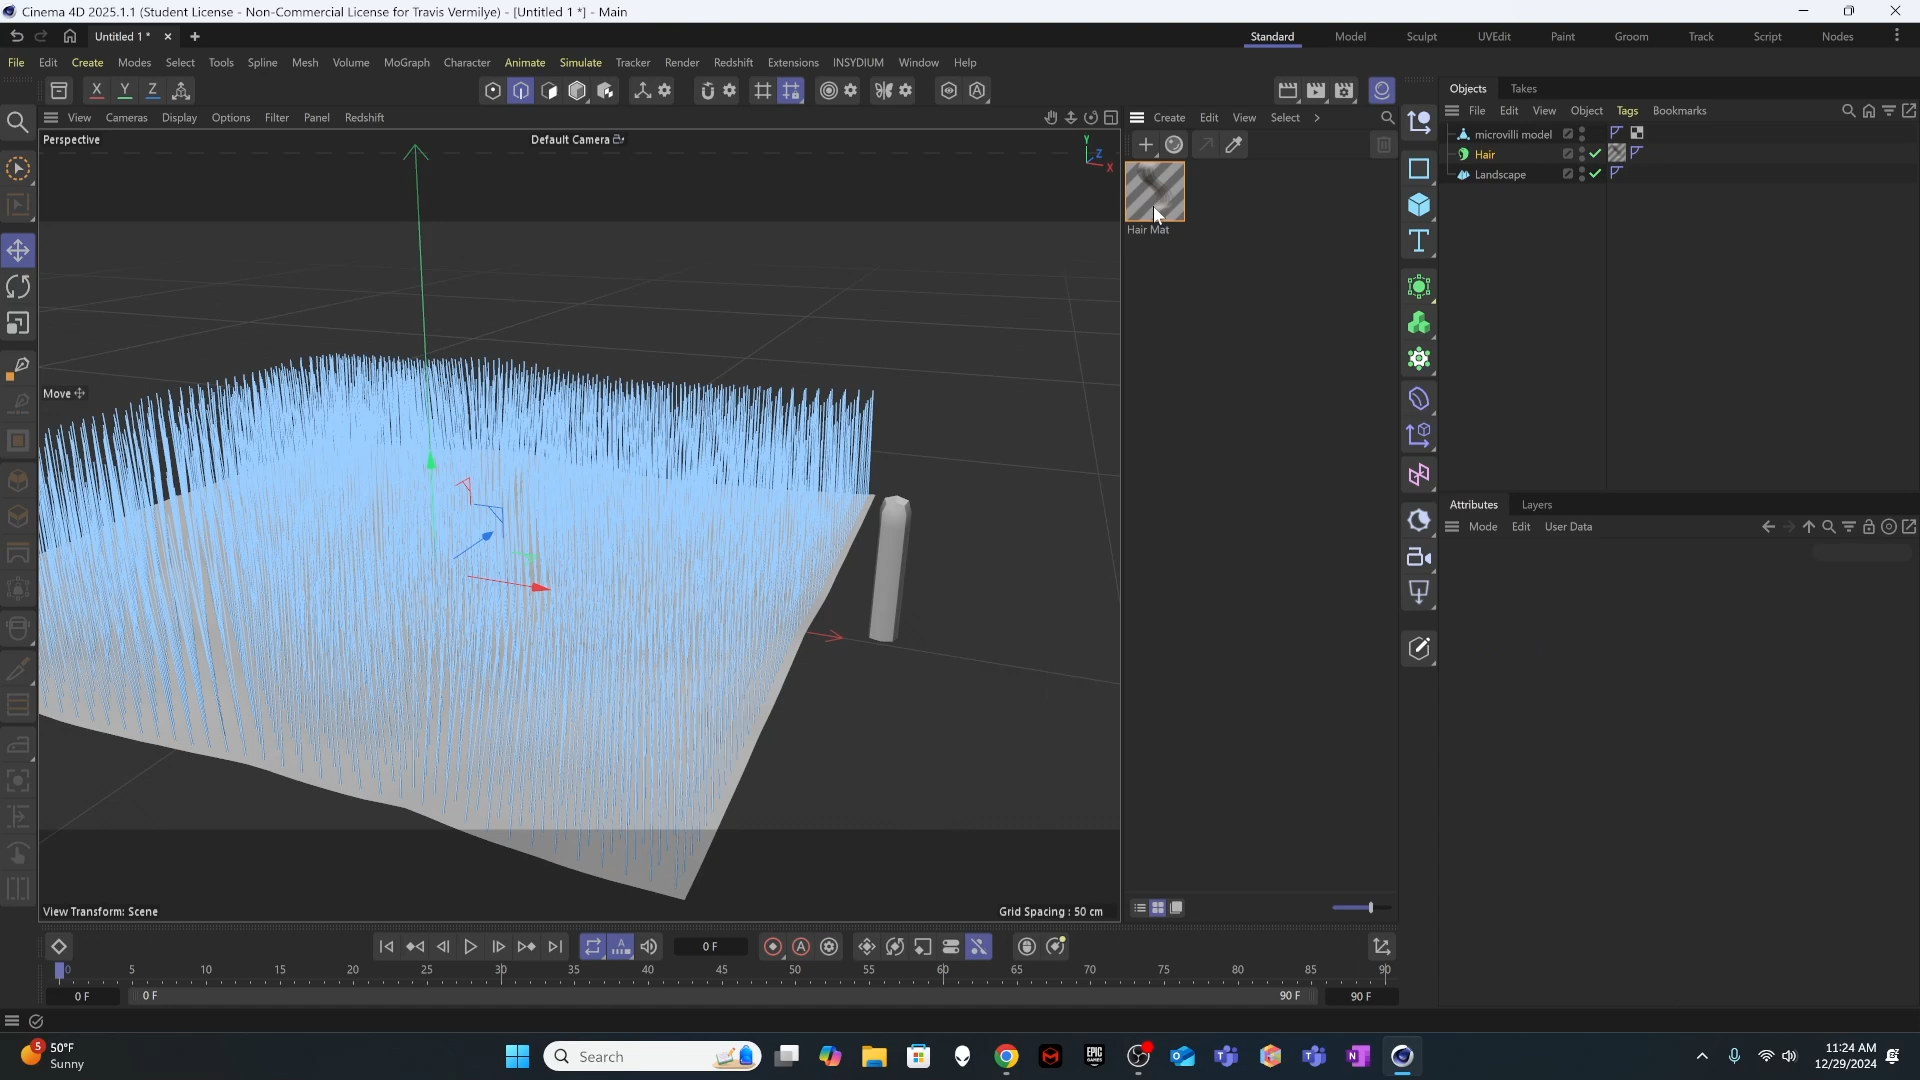 Cinema 4D 2025.1.1 (Student License - Non-Commercial License for Travis Vermilye) - [Untitled 1 *] - Main
Untitled 1 *
Standard Model Sculpt UVEdit Paint Groom Track Script Nodes
File Edit Create Modes Select Tools Spline Mesh Volume MoGraph Character Animate Simulate Tracker Render Redshift Extensions INSYDIUM Window Help
X Y Z
Objects Takes
View Cameras Display Options Filter Panel Redshift
Create Edit View Select
File Edit View Object Tags Bookmarks
Perspective
Default Camera
Y
Z
X
microvilli model
Hair
Landscape
Hair Mat
Move
Attributes Layers
Mode Edit User Data
View Transform: Scene
Grid Spacing : 50 cm
0 F
0 5 10 15 20 25 30 35 40 45 50 55 60 65 70 75 80 85 90
0 F 0 F 90 F 90 F
5
50°F
Sunny
Search
EPIC GAMES
11:24 AM
12/29/2024